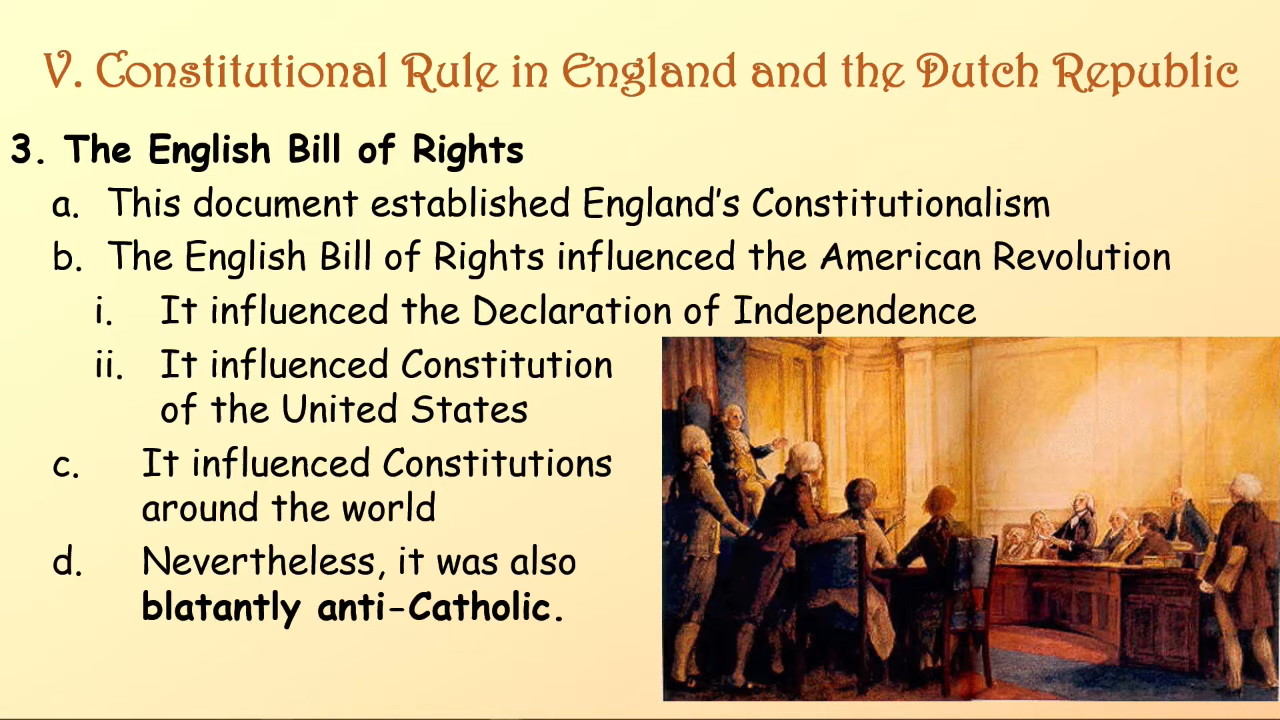 V. Constitutional Rule in England and the Dutch Republic
3. The English Bill of Rights
a. This document established England's Constitutionalism
b. The English Bill of Rights influenced the American Revolution
i. It influenced the Declaration of Independence
ii. It influenced Constitution
of the United States
c. It influenced Constitutions
around the world
d. Nevertheless, it was also
blatantly anti-Catholic.